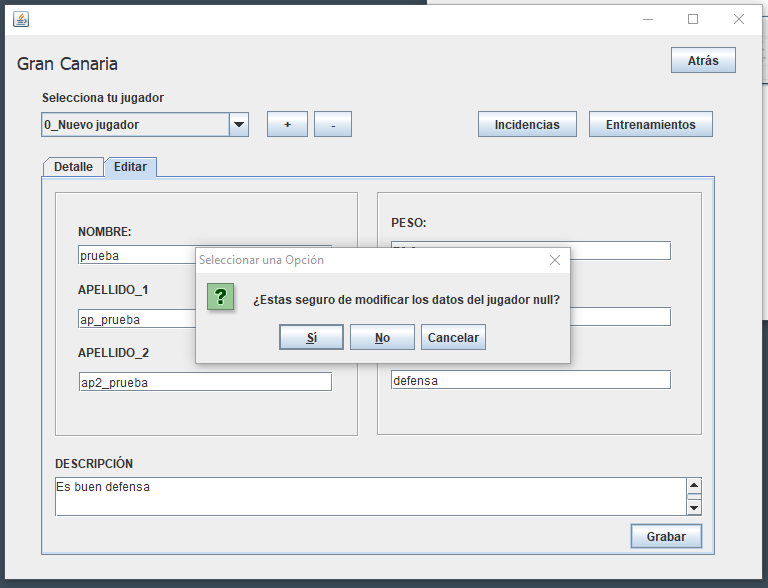 Gran Canaria
Atrás
Selecciona tu jugador
0_Nuevo jugador
+
-
Incidencias
Entrenamientos
Detalle
Editar
NOMBRE:
PESO:
prueba
Seleccionar una Opción
¿Estas seguro de modificar los datos del jugador null?
Sí
No
Cancelar
APELLIDO_1
ap_prueba
APELLIDO_2
ap2_prueba
defensa
DESCRIPCIÓN
Es buen defensa
Grabar